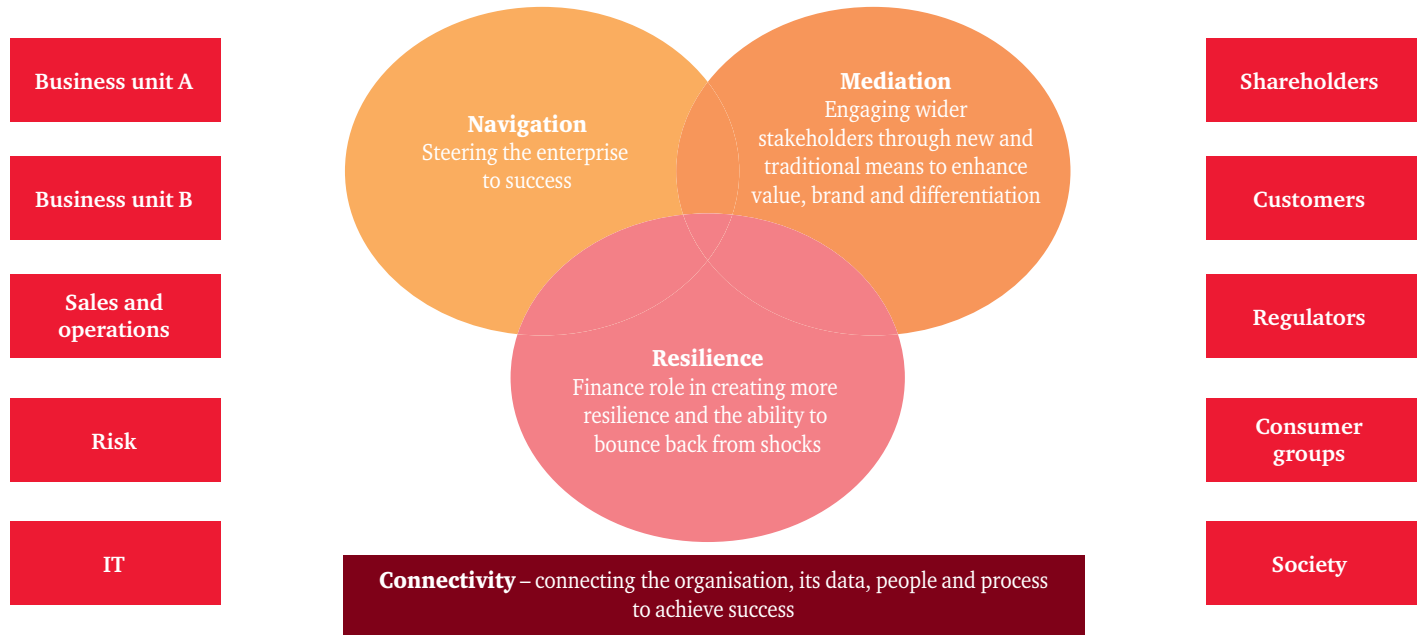 Business unit A
Business unit B
Sales and
operations
Risk
IT
Navigation
Steering the enterprise
to success
Mediation
Engaging wider
stakeholders through new and
traditional means to enhance
value, brand and differentiation
Resilience
Finance role in creating more
resilience and the ability to
bounce back from shocks
Connectivity – connecting the organisation, its data, people and process
to achieve success
Shareholders
Customers
Regulators
Consumer
groups
Society